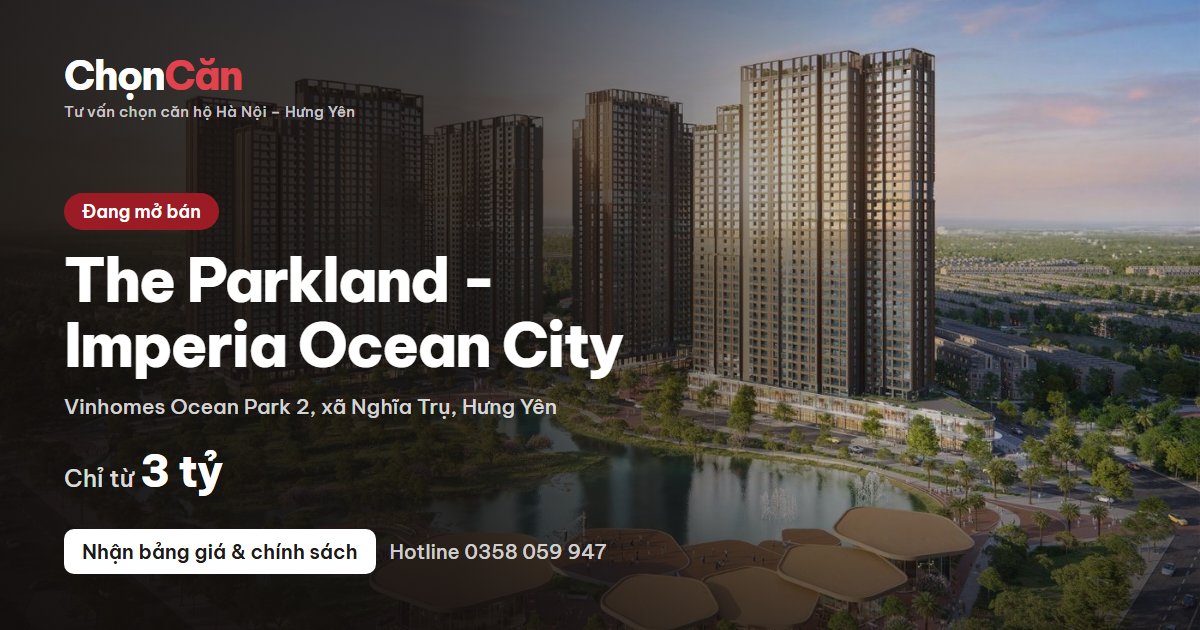 ChọnCăn
Tư vấn chọn căn hộ Hà Nội – Hưng Yên
Đang mở bán
The Parkland -
Imperia Ocean City
Vinhomes Ocean Park 2, xã Nghĩa Trụ, Hưng Yên
Chỉ từ 3 tỷ
Nhận bảng giá & chính sách
Hotline 0358 059 947